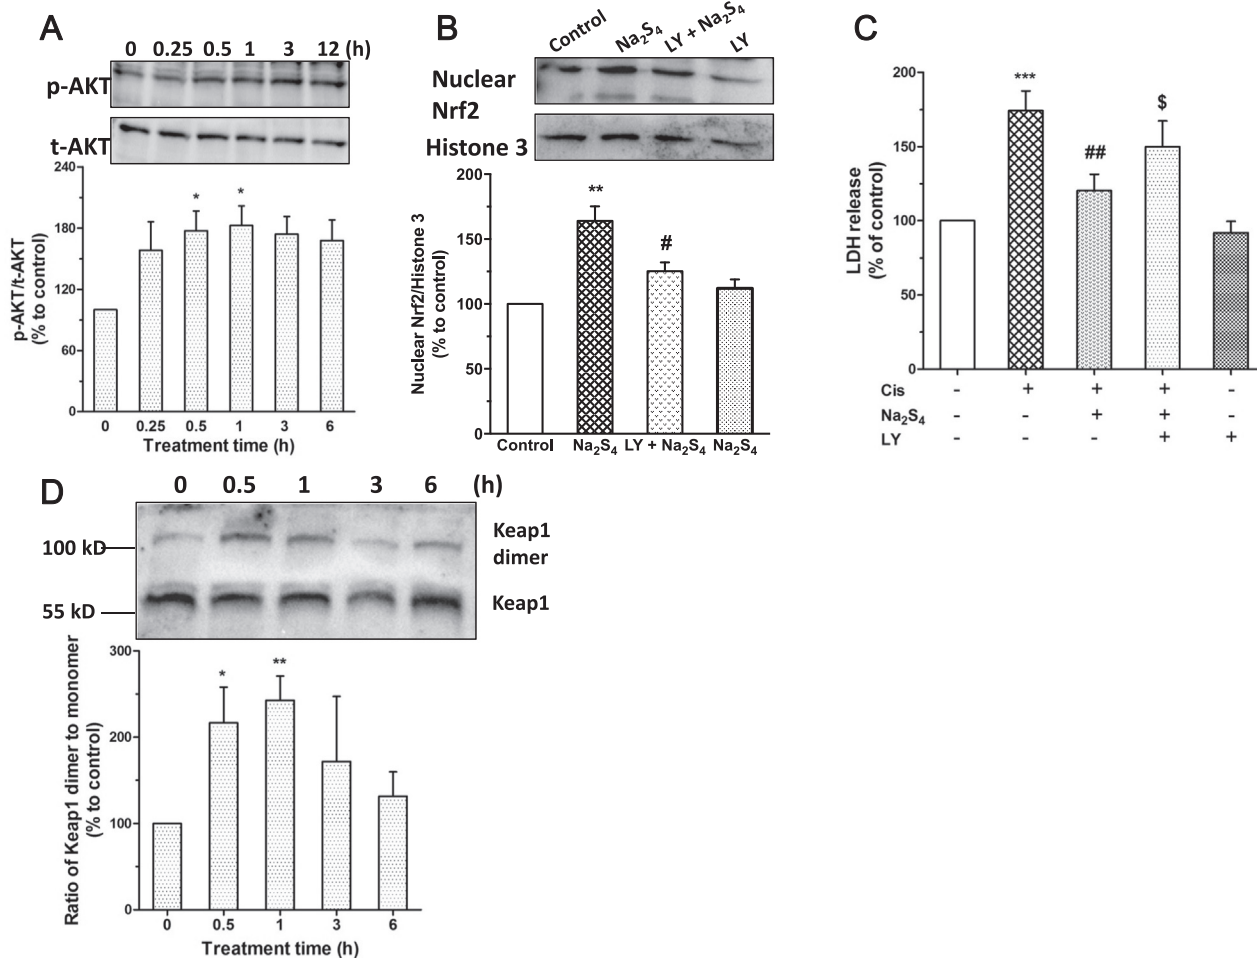 A
0 0.25 0.5 1 3 12 (h)
p-AKT
t-AKT
p-AKT/t-AKT
(% to control)
240
180
120
60
0
* *
0 0.25 0.5 1 3 6
Treatment time (h)
B
Control Na₂S₄ LY + Na₂S₄ LY
Nuclear
Nrf2
Histone 3
Nuclear Nrf2/Histone 3
(% to control)
200
150
100
50
0
**
#
Control Na₂S₄ LY + Na₂S₄ Na₂S₄
C
LDH release
(% of control)
200
150
100
50
0
***
##
$
Cis - + + + -
Na₂S₄ - - + + -
LY - - - + +
D
0 0.5 1 3 6 (h)
100 kD
55 kD
Keap1
dimer
Keap1
Ratio of Keap1 dimer to monomer
(% to control)
300
200
100
0
* **
0 0.5 1 3 6
Treatment time (h)